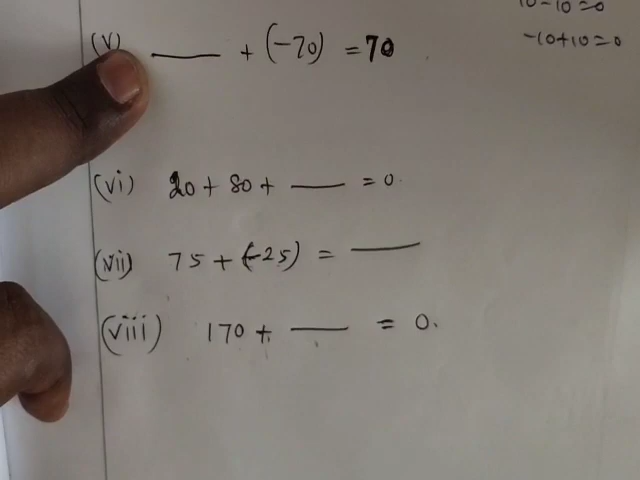 10-10=0
-10+10=0
(v) ___ + (-70) = 70
(vi) 20 + 80 + ___ = 0.
(vii) 75 + (-25) = ___
(viii) 170 + ___ = 0.